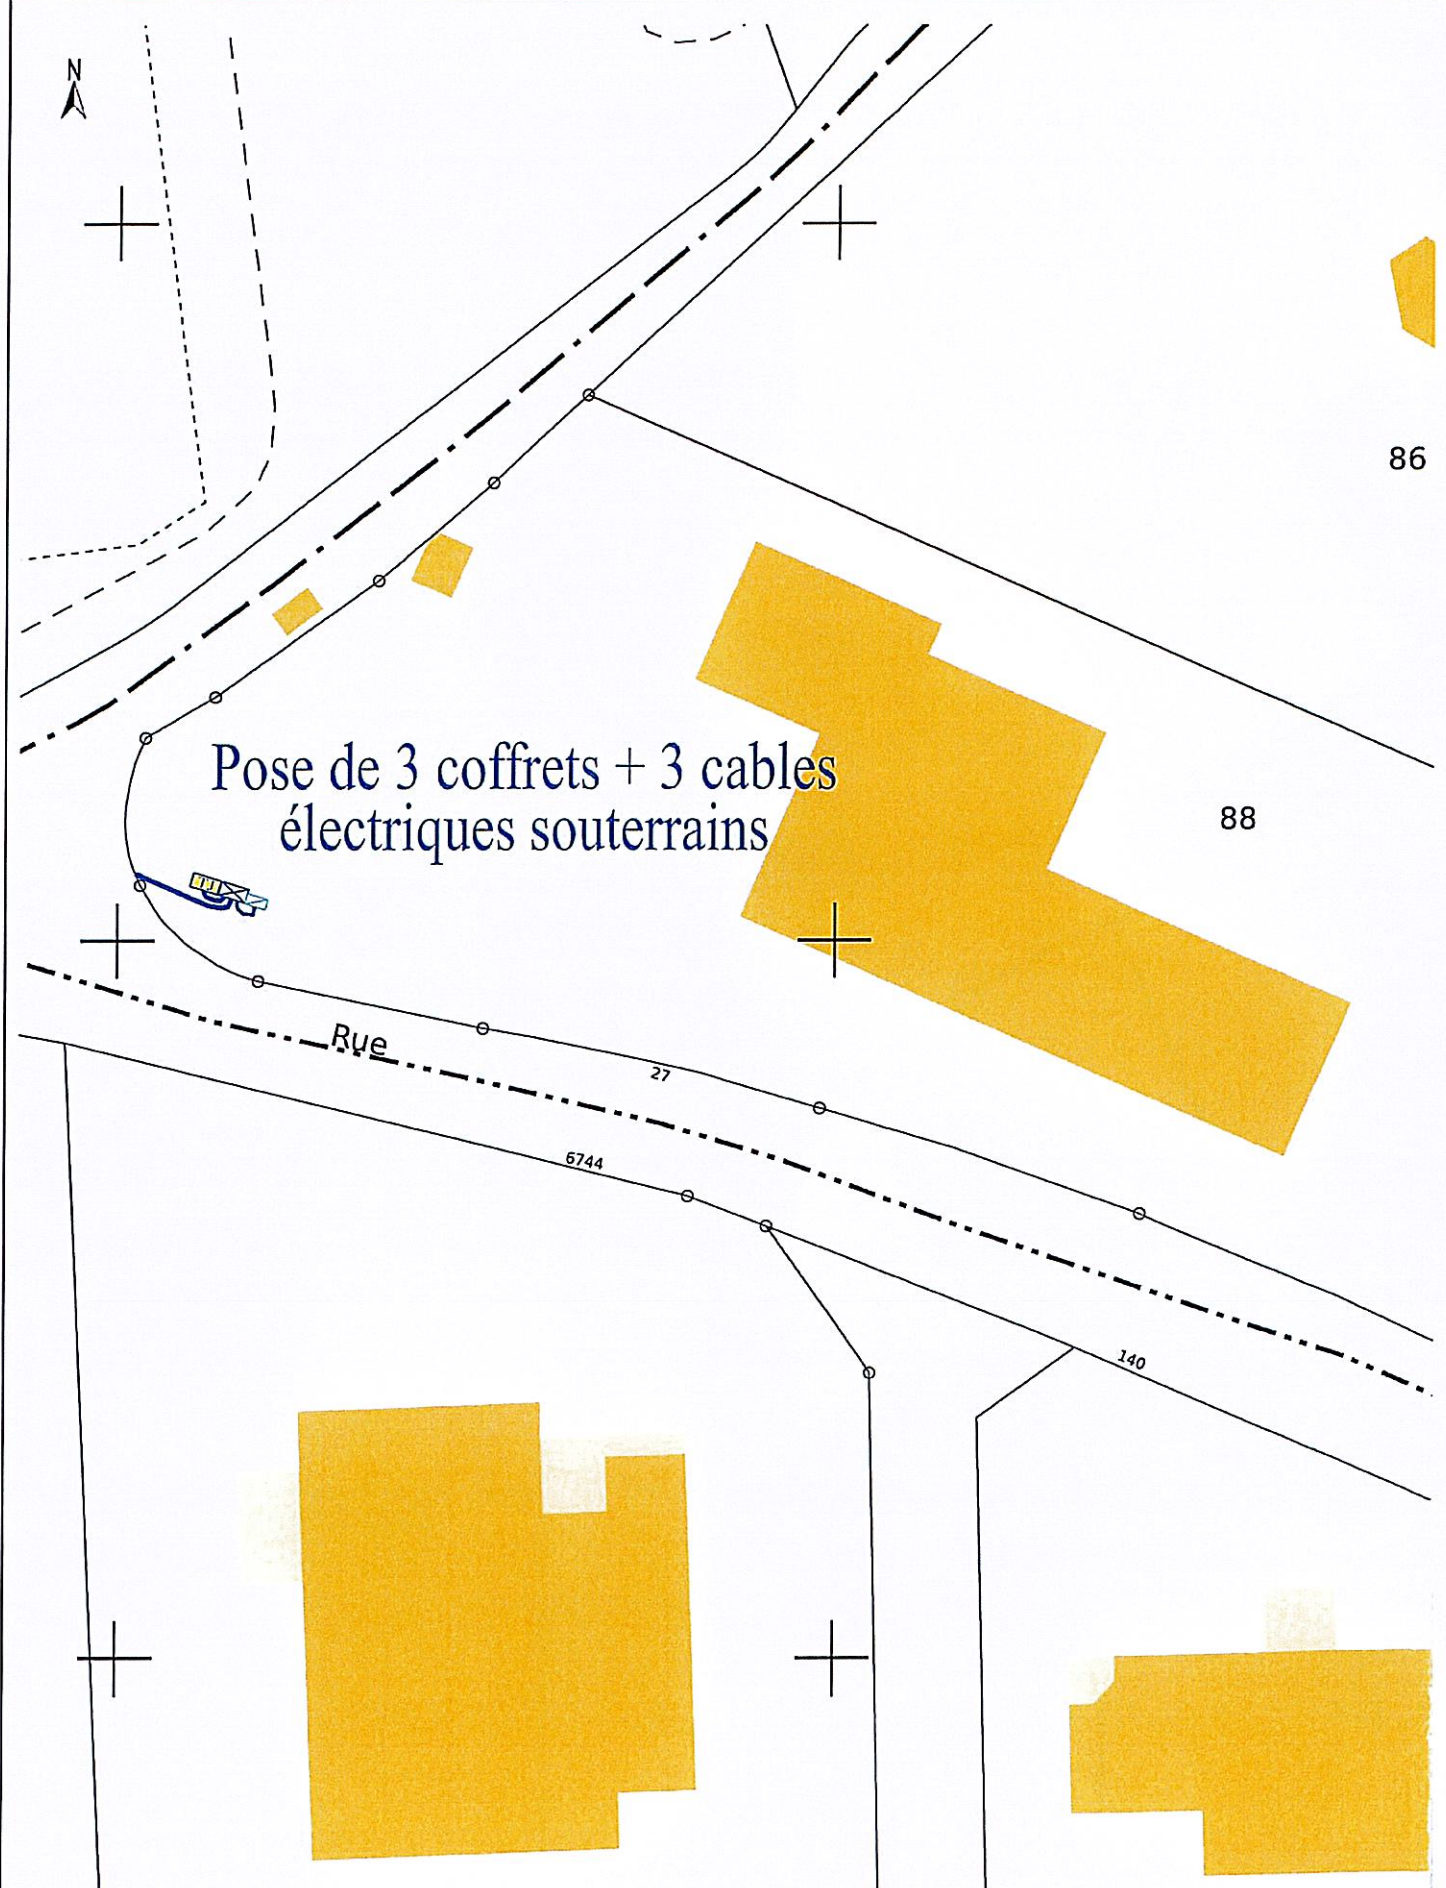 N
86
Pose de 3 coffrets + 3 cables
électriques souterrains
88
Rue
27
6744
140